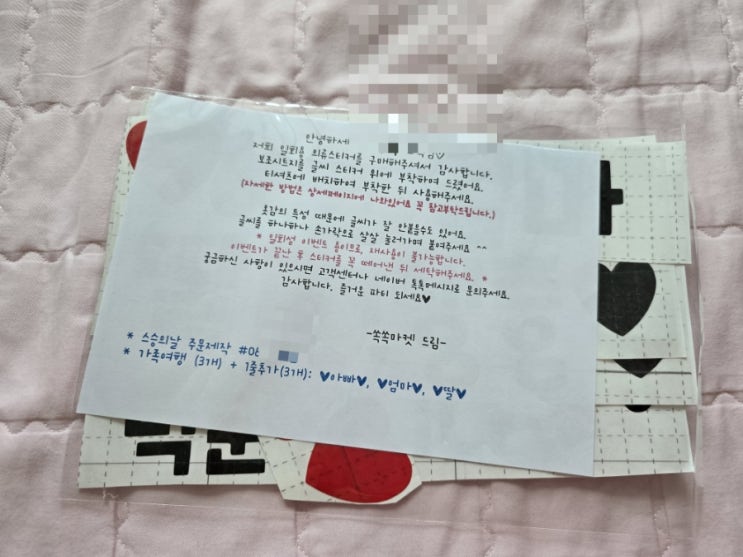 안녕하세
저희 일회용 의류스티커를 구매해주셔서 감사합니다.
보조시트지를 글씨 스티커 위에 부착하여 드렸어요.
티셔츠에 배치하여 부착한 뒤 사용해주세요.
(자세한 방법은 상세페이지에 나와있어요 꼭 참고부탁드립니다.)
옷감의 특성 때문에 글씨가 잘 안붙을수도 있어요.
글씨를 하나하나 손가락으로 살살 눌러가며 붙여주세요 ^^
* 일회성 이벤트 용이므로, 재사용이 불가능합니다.
이벤트가 끝난 후 스티커를 꼭 떼어낸 뒤 세탁해주세요. *
궁금하신 사항이 있으시면 고객센터나 네이버 톡톡메시지로 문의주세요.
감사합니다. 즐거운 파티 되세요♥
-쏙쏙마켓 드림-
* 스승의날 주문제작 #06
* 가족여행 (3개) + 1줄추가(3개): ♥아빠♥, ♥엄마♥, ♥딸♥